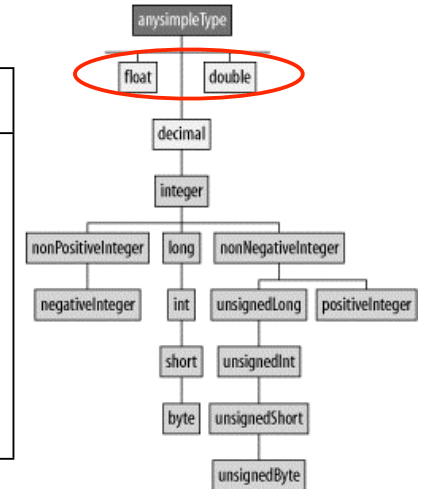 anysimpleType
float double
decimal
integer
nonPositiveInteger long nonNegativeInteger
negativeInteger int unsignedLong positiveInteger
short unsignedInt
byte unsignedShort
unsignedByte